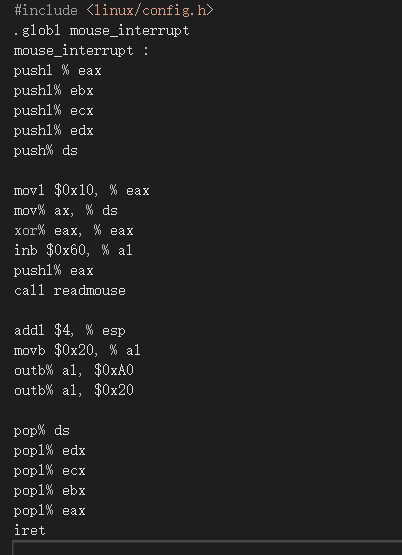 #include <linux/config.h>
.globl mouse_interrupt
mouse_interrupt :
pushl % eax
pushl% ebx
pushl% ecx
pushl% edx
push% ds
movl $0x10, % eax
mov% ax, % ds
xor% eax, % eax
inb $0x60, % al
pushl% eax
call readmouse
addl $4, % esp
movb $0x20, % al
outb% al, $0xA0
outb% al, $0x20
pop% ds
popl% edx
popl% ecx
popl% ebx
popl% eax
iret